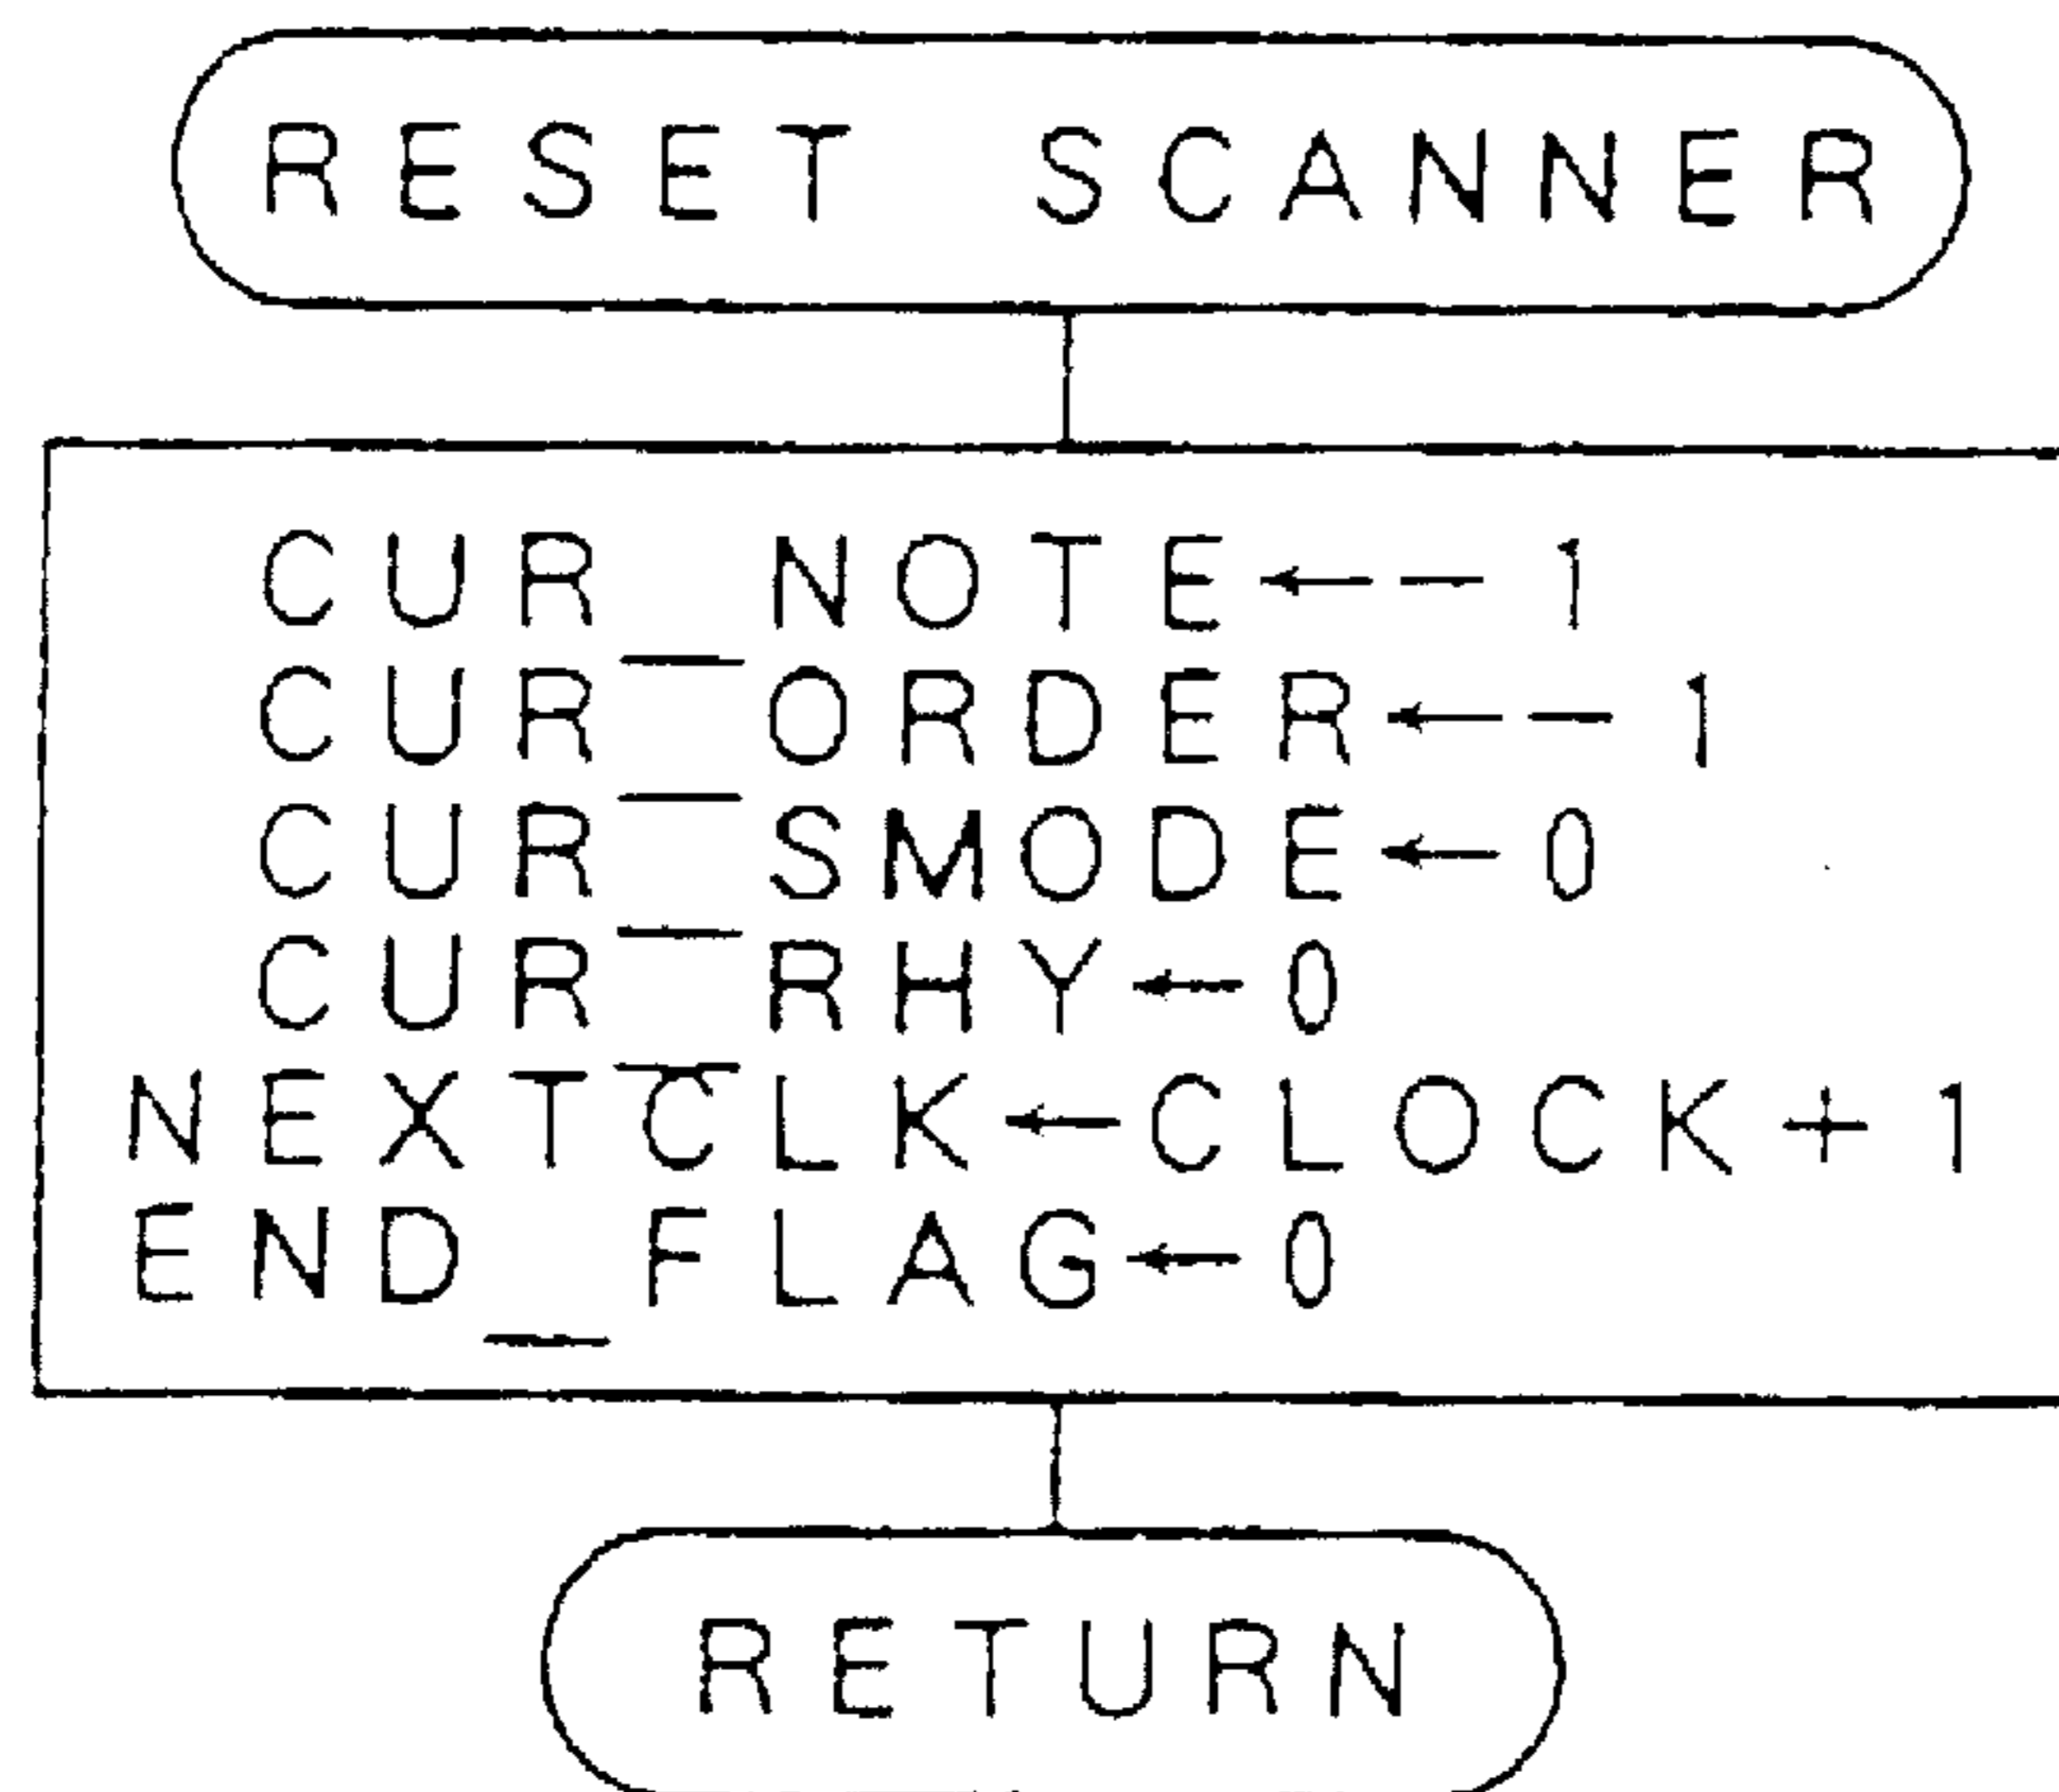 RESET SCANNER
CUR_NOTE←-1
CUR_ORDER←-1
CUR_SMODE←0
CUR_RHY←0
NEXTCLK←CLOCK+1
END_FLAG←0
RETURN